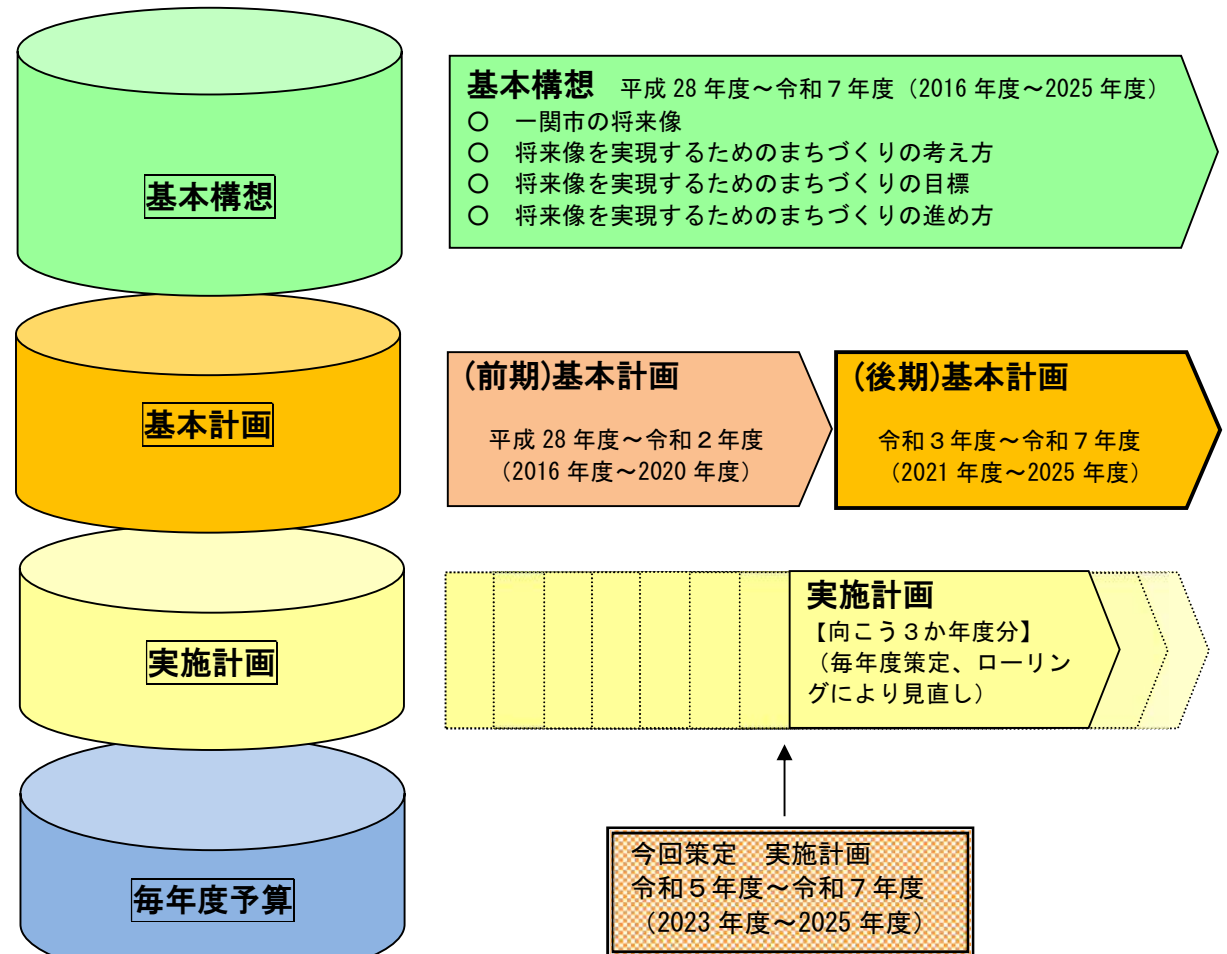 基本構想
基本構想 平成 28 年度～令和７年度（2016 年度～2025 年度）
○ 一関市の将来像
○ 将来像を実現するためのまちづくりの考え方
○ 将来像を実現するためのまちづくりの目標
○ 将来像を実現するためのまちづくりの進め方
基本計画
(前期)基本計画
平成 28 年度～令和２年度
（2016 年度～2020 年度）
(後期)基本計画
令和３年度～令和７年度
（2021 年度～2025 年度）
実施計画
実施計画
【向こう３か年度分】
（毎年度策定、ローリン
グにより見直し）
毎年度予算
今回策定　実施計画
令和５年度～令和７年度
（2023 年度～2025 年度）